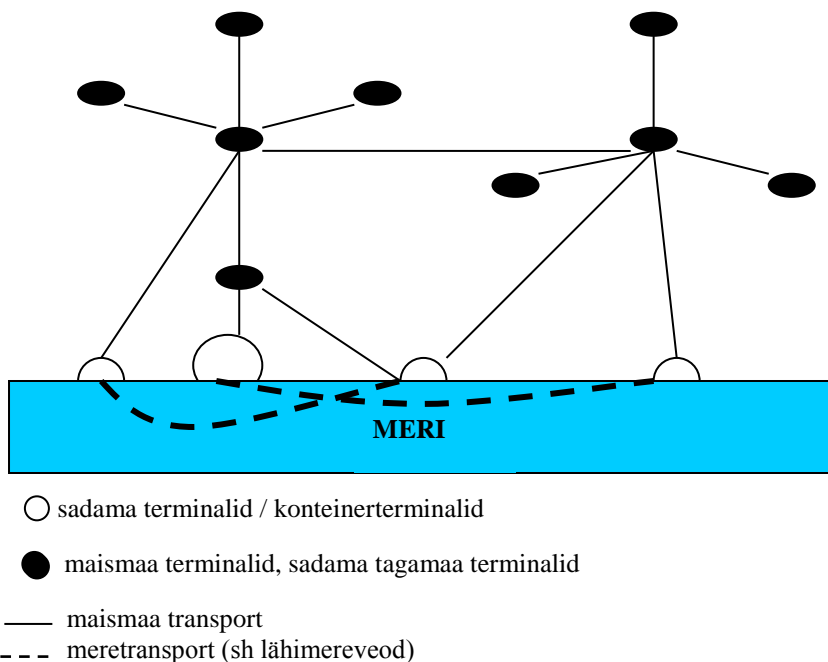 MERI
sadama terminalid / konteinerterminalid
maismaa terminalid, sadama tagamaa terminalid
maismaa transport
meretransport (sh lähimereveod)